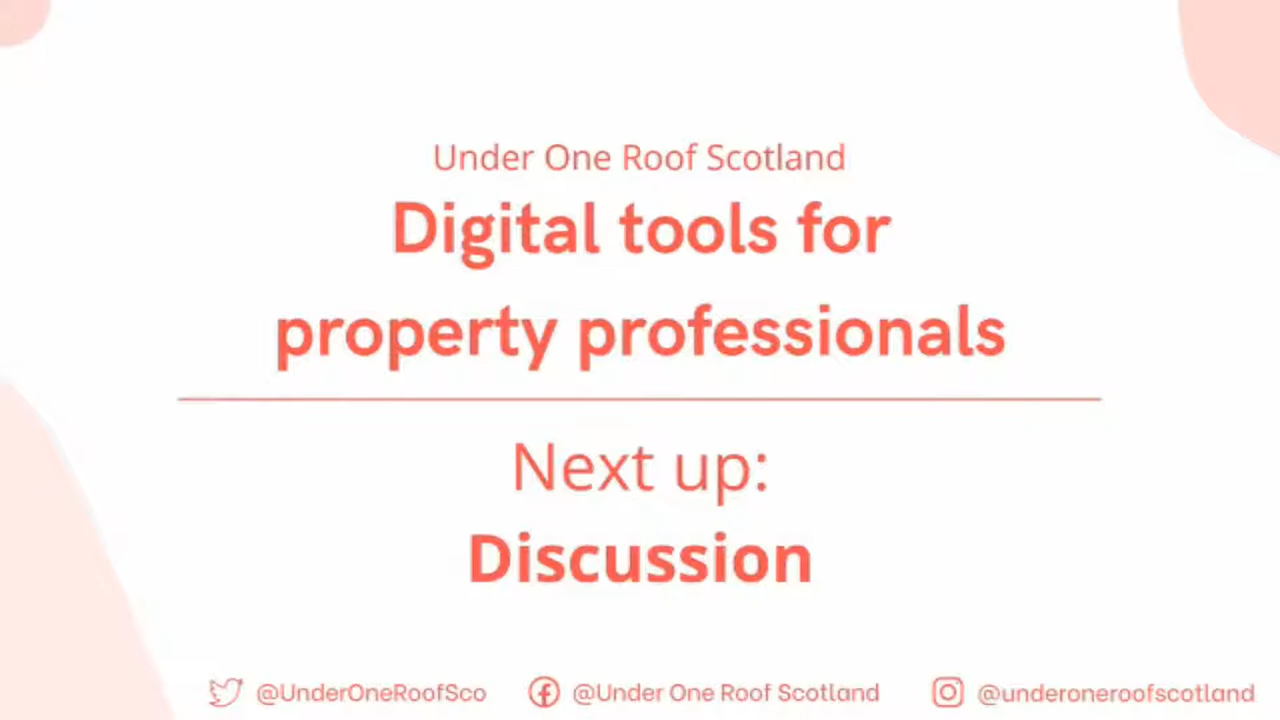 Under One Roof Scotland
Digital tools for
property professionals
Next up:
Discussion
@UnderOneRoofSco @Under One Roof Scotland @underoneroofscotland